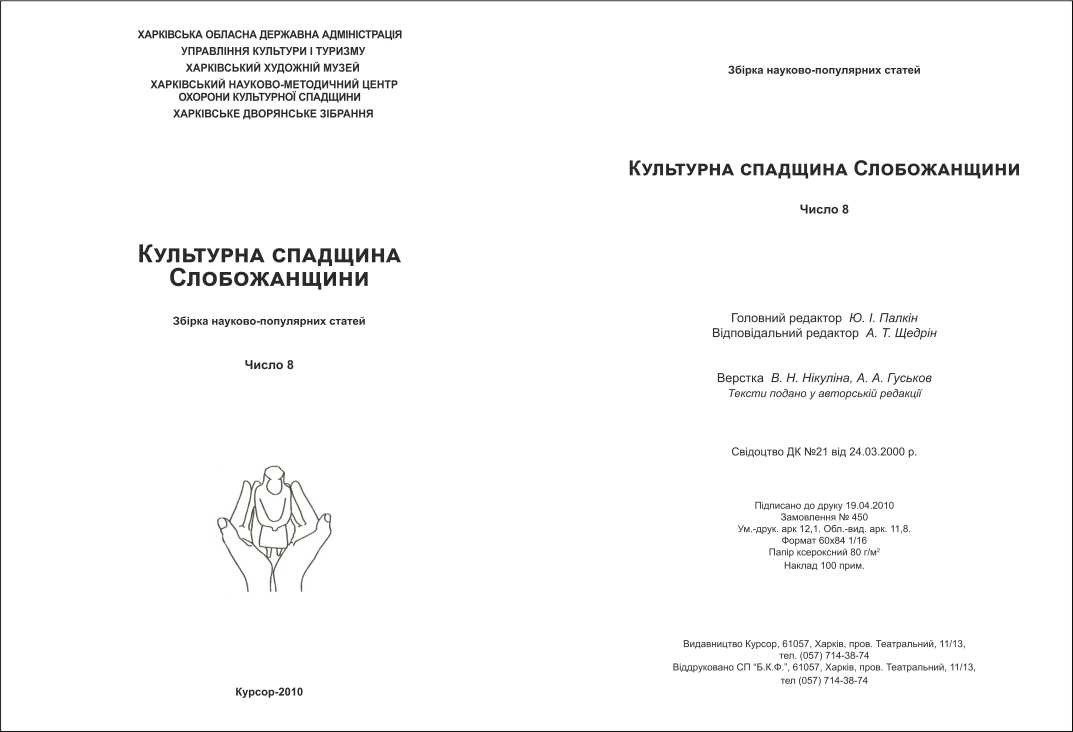 ХАРКІВСЬКА ОБЛАСНА ДЕРЖАВНА АДМІНІСТРАЦІЯ
УПРАВЛІННЯ КУЛЬТУРИ І ТУРИЗМУ
ХАРКІВСЬКИЙ ХУДОЖНІЙ МУЗЕЙ
ХАРКІВСЬКИЙ НАУКОВО-МЕТОДИЧНИЙ ЦЕНТР
ОХОРОНИ КУЛЬТУРНОЇ СПАДЩИНИ
ХАРКІВСЬКЕ ДВОРЯНСЬКЕ ЗІБРАННЯ
Культурна спадщина
Слобожанщини
Збірка науково-популярних статей
Число 8
Курсор-2010
Збірка науково-популярних статей
Культурна спадщина Слобожанщини
Число 8
Головний редактор Ю. І. Палкін
Відповідальний редактор А. Т. Щедрін
Верстка В. Н. Нікуліна, А. А. Гуськов
Тексти подано у авторській редакції
Свідоцтво ДК №21 від 24.03.2000 р.
Підписано до друку 19.04.2010
Замовлення № 450
Ум.-друк. арк 12,1. Обл.-вид. арк. 11,8.
Формат 60х84 1/16
Папір ксероксний 80 г/м²
Наклад 100 прим.
Видавництво Курсор, 61057, Харків, пров. Театральний, 11/13,
тел. (057) 714-38-74
Віддруковано СП “Б.К.Ф.”, 61057, Харків, пров. Театральний, 11/13,
тел (057) 714-38-74